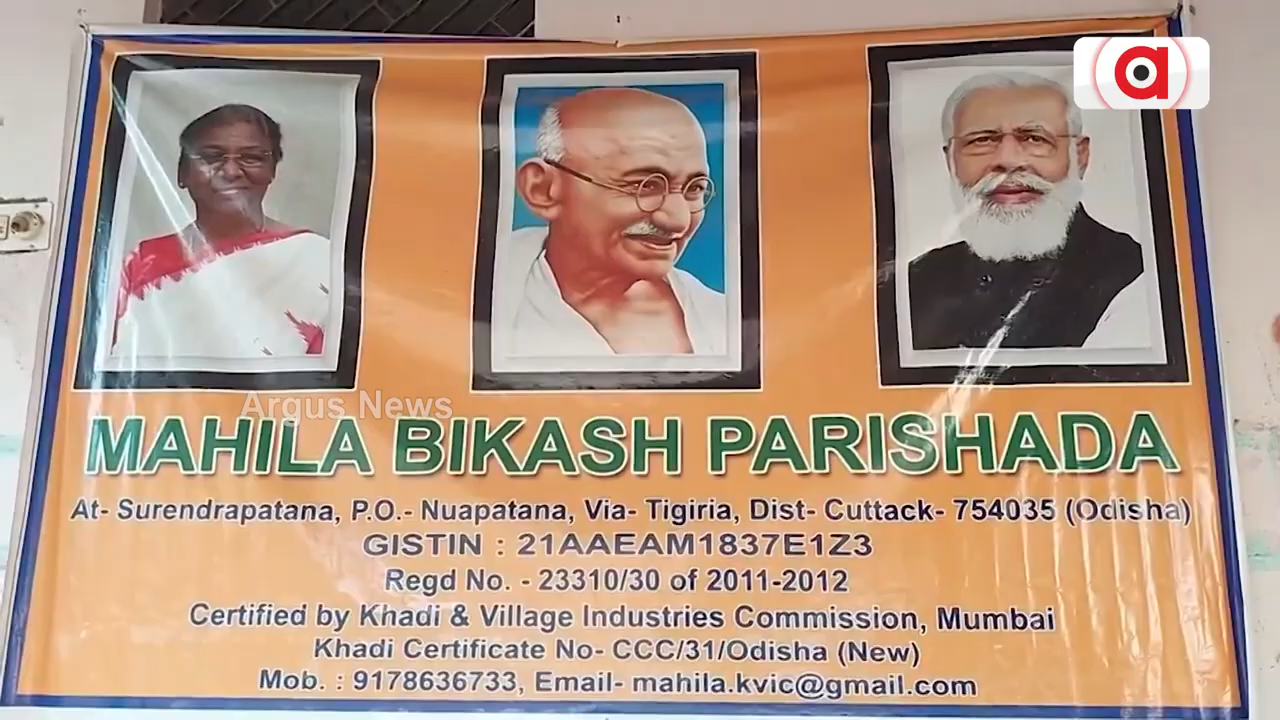 a
Argus News
MAHILA BIKASH PARISHADA
At- Surendrapatana, P.O.- Nuapatana, Via- Tigiria, Dist- Cuttack- 754035 (Odisha)
GISTIN : 21AAEAM1837E1Z3
Regd No. - 23310/30 of 2011-2012
Certified by Khadi & Village Industries Commission, Mumbai
Khadi Certificate No- CCC/31/Odisha (New)
Mob. : 9178636733, Email- mahila.kvic@gmail.com